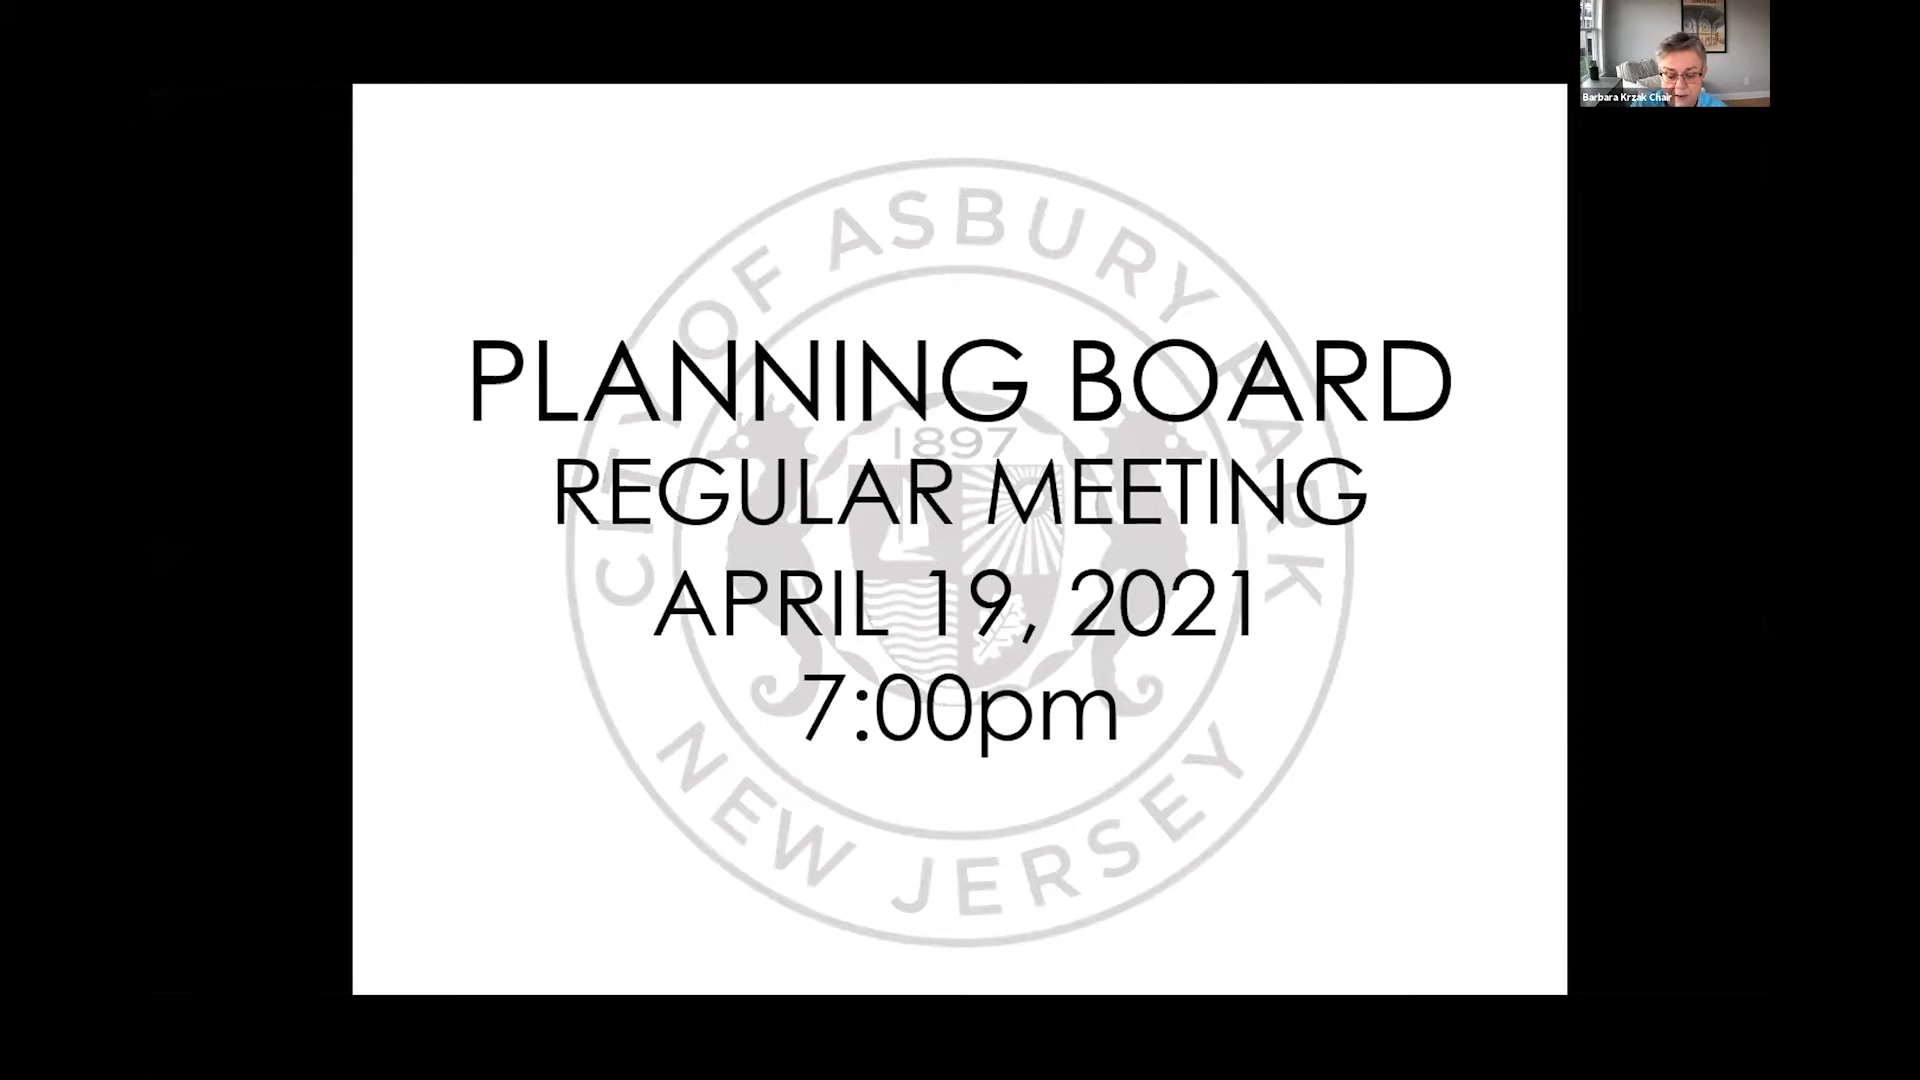 Barbara Krzak Chair
CITY OF ASBURY PARK
1897
PLANNING BOARD
REGULAR MEETING
APRIL 19, 2021
7:00pm
NEW JERSEY